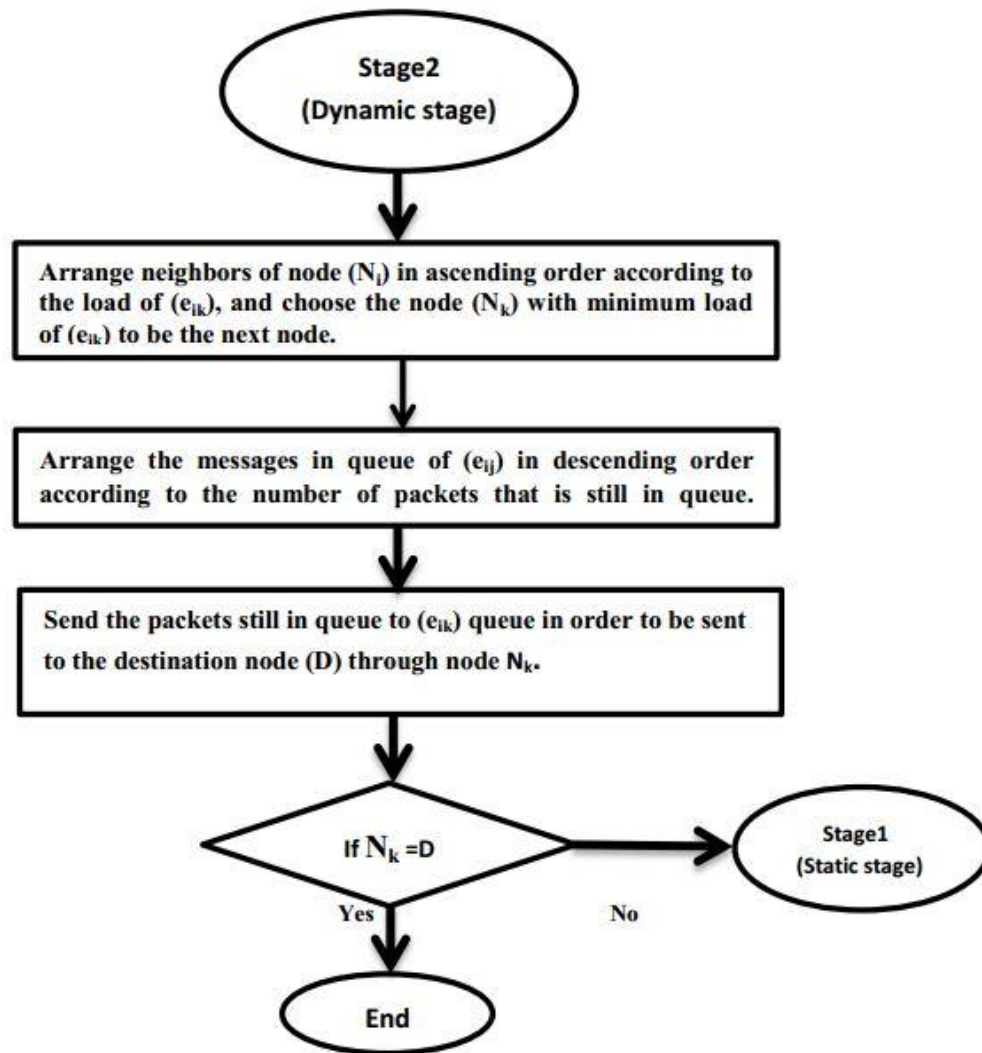 Stage2
(Dynamic stage)
Arrange neighbors of node (Nᵢ) in ascending order according to
the load of (eᵢₖ), and choose the node (Nₖ) with minimum load
of (eᵢₖ) to be the next node.
Arrange the messages in queue of (eᵢⱼ) in descending order
according to the number of packets that is still in queue.
Send the packets still in queue to (eᵢₖ) queue in order to be sent
to the destination node (D) through node Nₖ.
If Nₖ =D
Stage1
(Static stage)
Yes
No
End